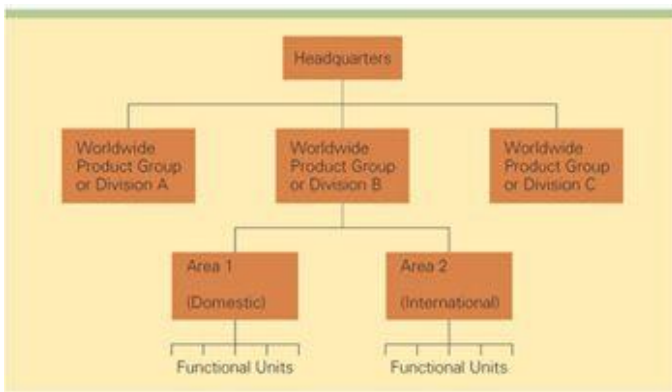 Headquarters
Worldwide
Product Group
or Division A
Worldwide
Product Group
or Division B
Worldwide
Product Group
or Division C
Area 1
(Domestic)
Area 2
(International)
Functional Units
Functional Units